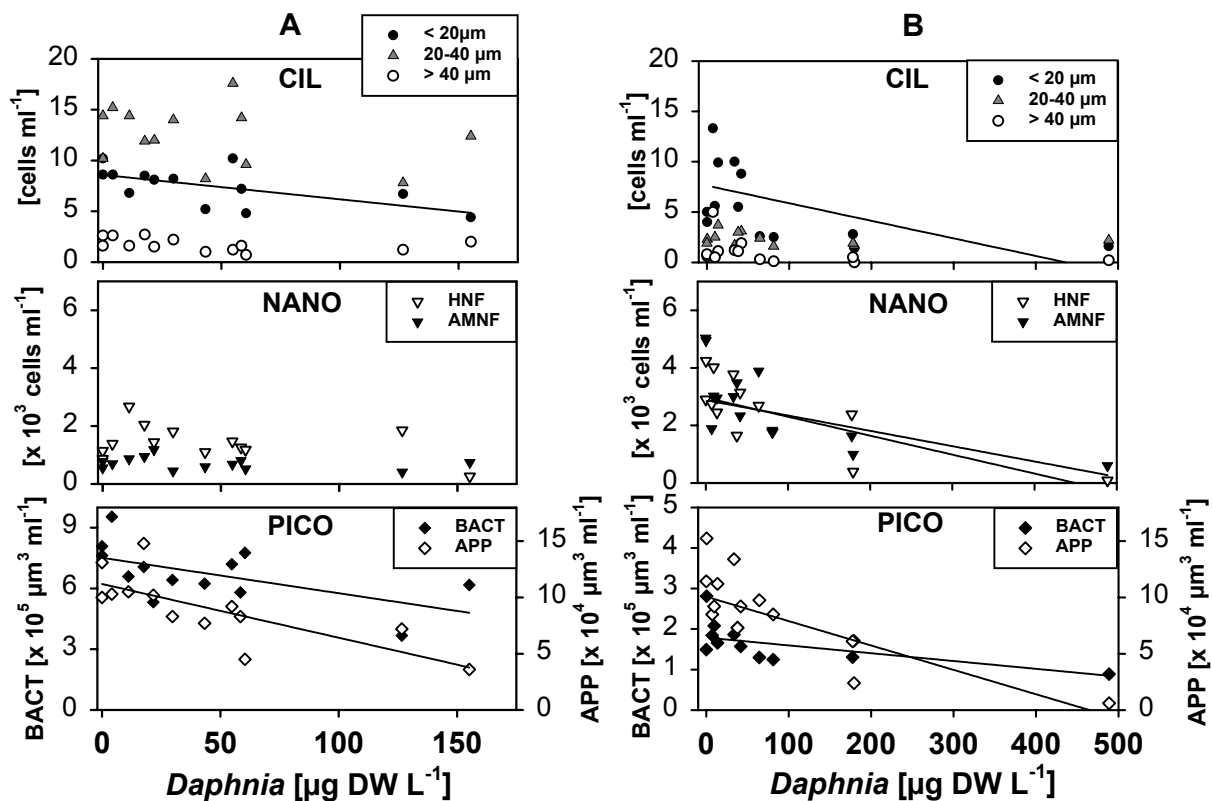 A
B
< 20µm
20-40 µm
> 40 µm
CIL
20
15
10
5
0
[cells ml-1]
< 20 µm
20-40 µm
> 40 µm
CIL
20
15
10
5
0
[cells ml-1]
NANO
HNF
AMNF
6
4
2
0
[x 10³ cells ml-1]
NANO
HNF
AMNF
6
4
2
0
[x 10³ cells ml-1]
PICO
BACT
APP
9
6
3
0
BACT [x 10⁵ µm³ ml-1]
15
10
5
0
APP [x 10⁴ µm³ ml-1]
0 50 100 150
Daphnia [µg DW L-1]
PICO
BACT
APP
5
4
3
2
1
0
BACT [x 10⁵ µm³ ml-1]
15
10
5
0
APP [x 10⁴ µm³ ml-1]
0 100 200 300 400 500
Daphnia [µg DW L-1]